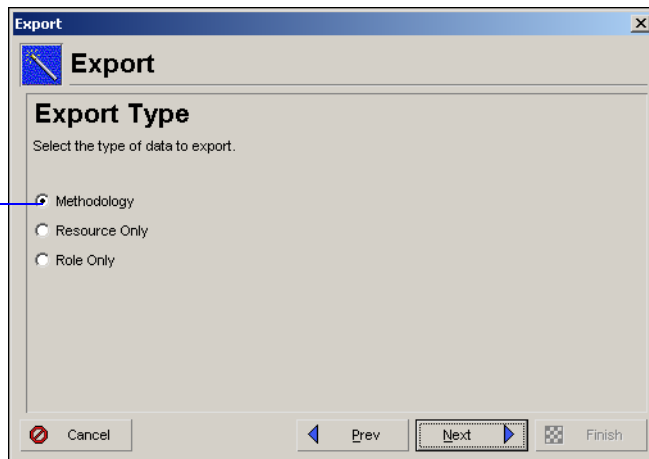 Export
Export
Export Type
Select the type of data to export.
Methodology
Resource Only
Role Only
Cancel
Prev
Next
Finish